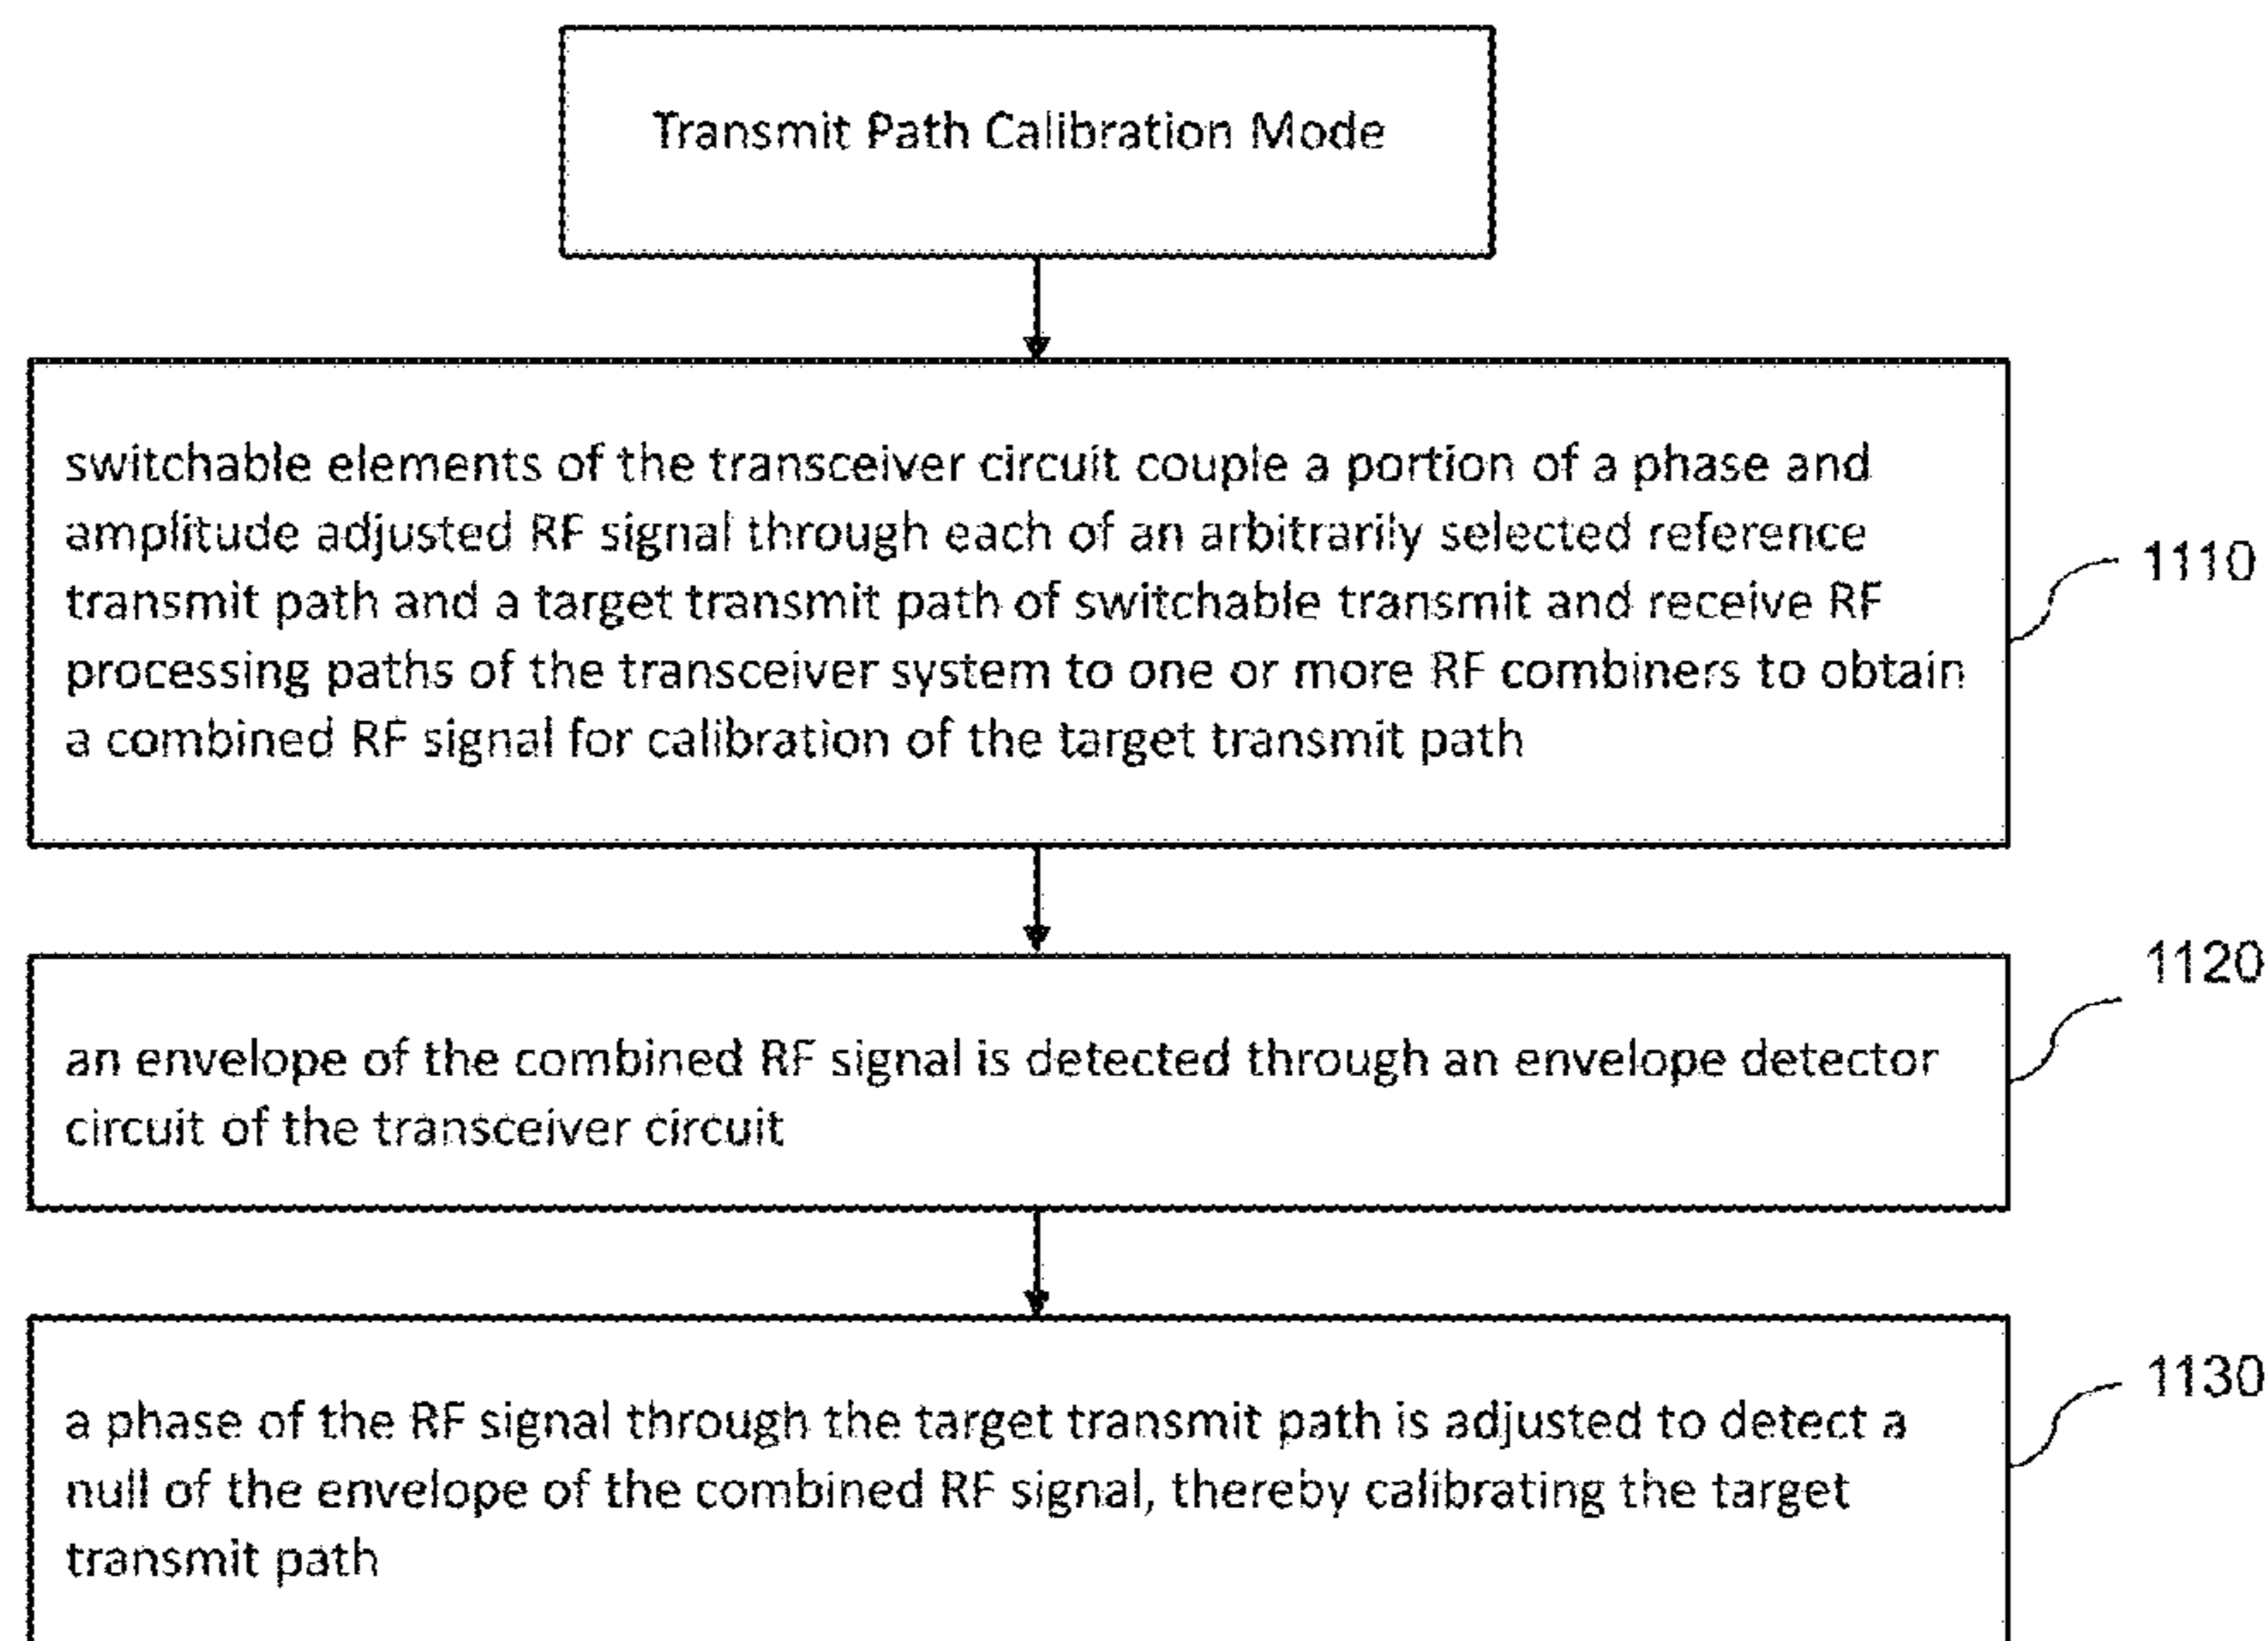 Transmit Path Calibration Mode
switchable elements of the transceiver circuit couple a portion of a phase and
amplitude adjusted RF signal through each of an arbitrarily selected reference
transmit path and a target transmit path of switchable transmit and receive RF
processing paths of the transceiver system to one or more RF combiners to obtain
a combined RF signal for calibration of the target transmit path
1110
an envelope of the combined RF signal is detected through an envelope detector
circuit of the transceiver circuit
1120
a phase of the RF signal through the target transmit path is adjusted to detect a
null of the envelope of the combined RF signal, thereby calibrating the target
transmit path
1130